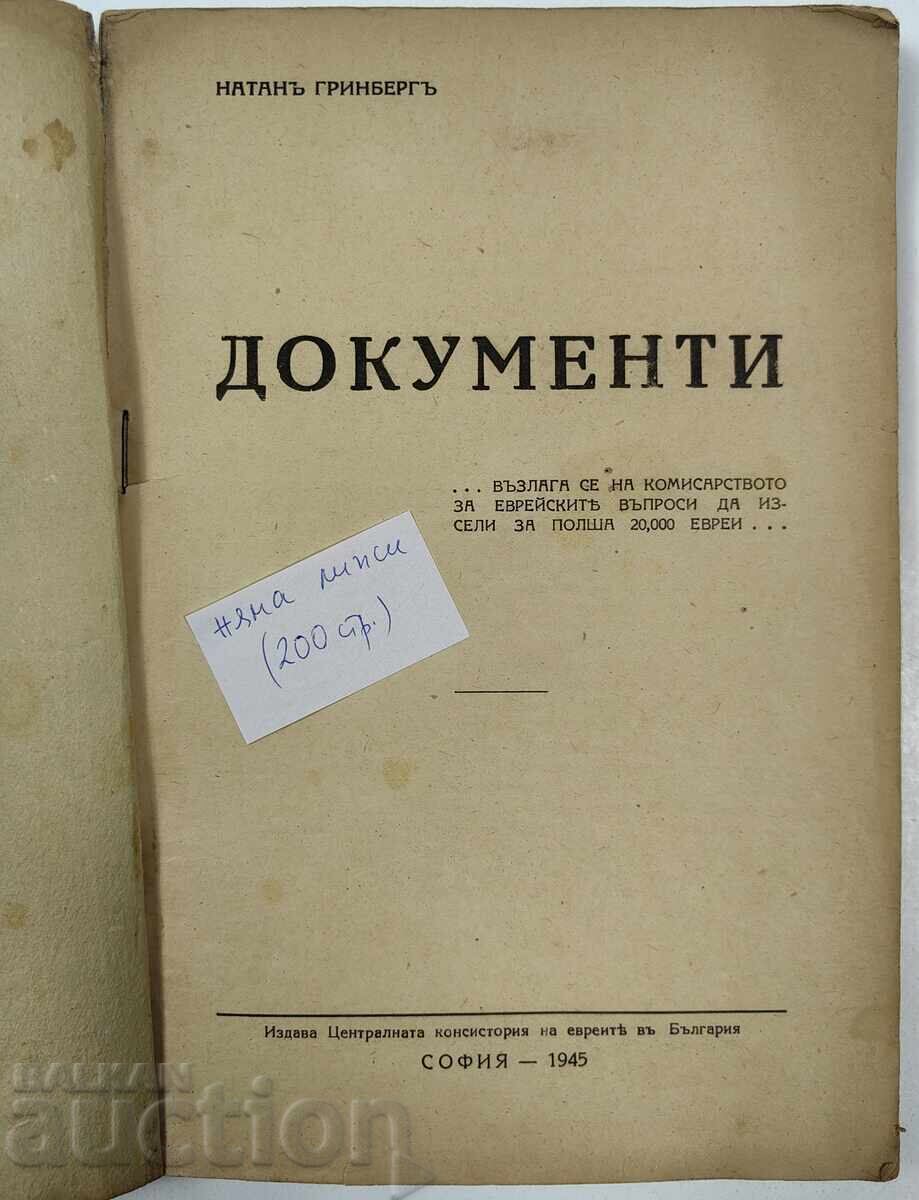 НАТАНЪ ГРИНБЕРГЪ
ДОКУМЕНТИ
... ВЪЗЛАГА СЕ НА КОМИСАРСТВОТО
ЗА ЕВРЕЙСКИТѢ ВЪПРОСИ ДА ИЗ-
СЕЛИ ЗА ПОЛША 20,000 ЕВРЕИ ...
няма липси
(200 стр.)
Издава Централната консистория на евреитѣ въ България
СОФИЯ — 1945
BALKAN
auction